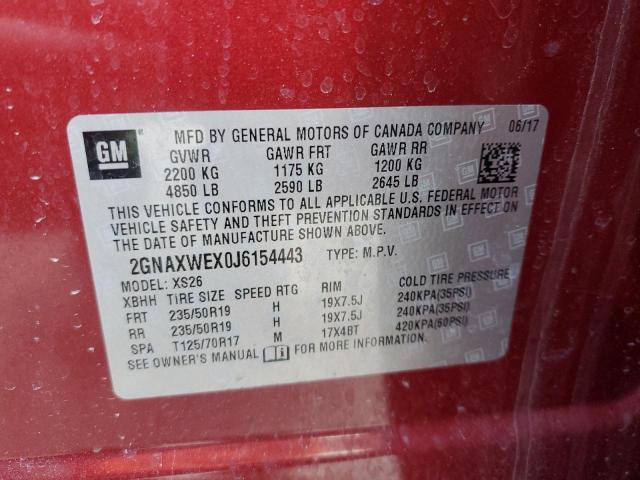 GM MFD BY GENERAL MOTORS OF CANADA COMPANY 06/17
GVWR GAWR FRT GAWR RR
2200 KG 1175 KG 1200 KG
4850 LB 2590 LB 2645 LB
THIS VEHICLE CONFORMS TO ALL APPLICABLE U.S. FEDERAL MOTOR
VEHICLE SAFETY AND THEFT PREVENTION STANDARDS IN EFFECT ON
THE DATE OF MANUFACTURE SHOWN ABOVE.
2GNAXWEX0J6154443 TYPE: M.P.V.
MODEL: XS26
XBHH TIRE SIZE SPEED RTG RIM COLD TIRE PRESSURE
FRT 235/50R19 H 19X7.5J 240KPA(35PSI)
RR 235/50R19 H 19X7.5J 240KPA(35PSI)
SPA T125/70R17 M 17X4BT 420KPA(60PSI)
SEE OWNER'S MANUAL